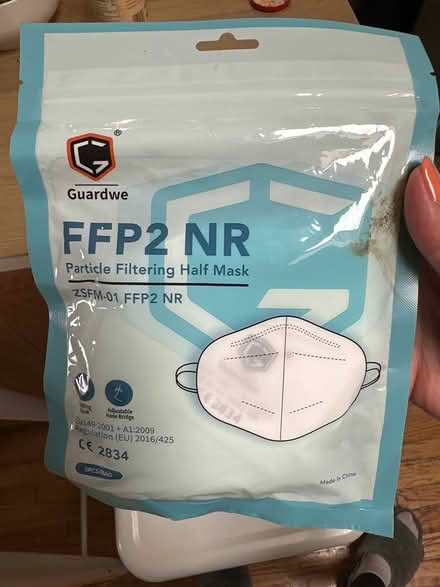 ®
Guardwe
FFP2 NR
Particle Filtering Half Mask
ZSFM-01 FFP2 NR
Adjustable
Nose Bridge
EN149:2001 + A1:2009
Regulation (EU) 2016/425
CE 2834
Made in China